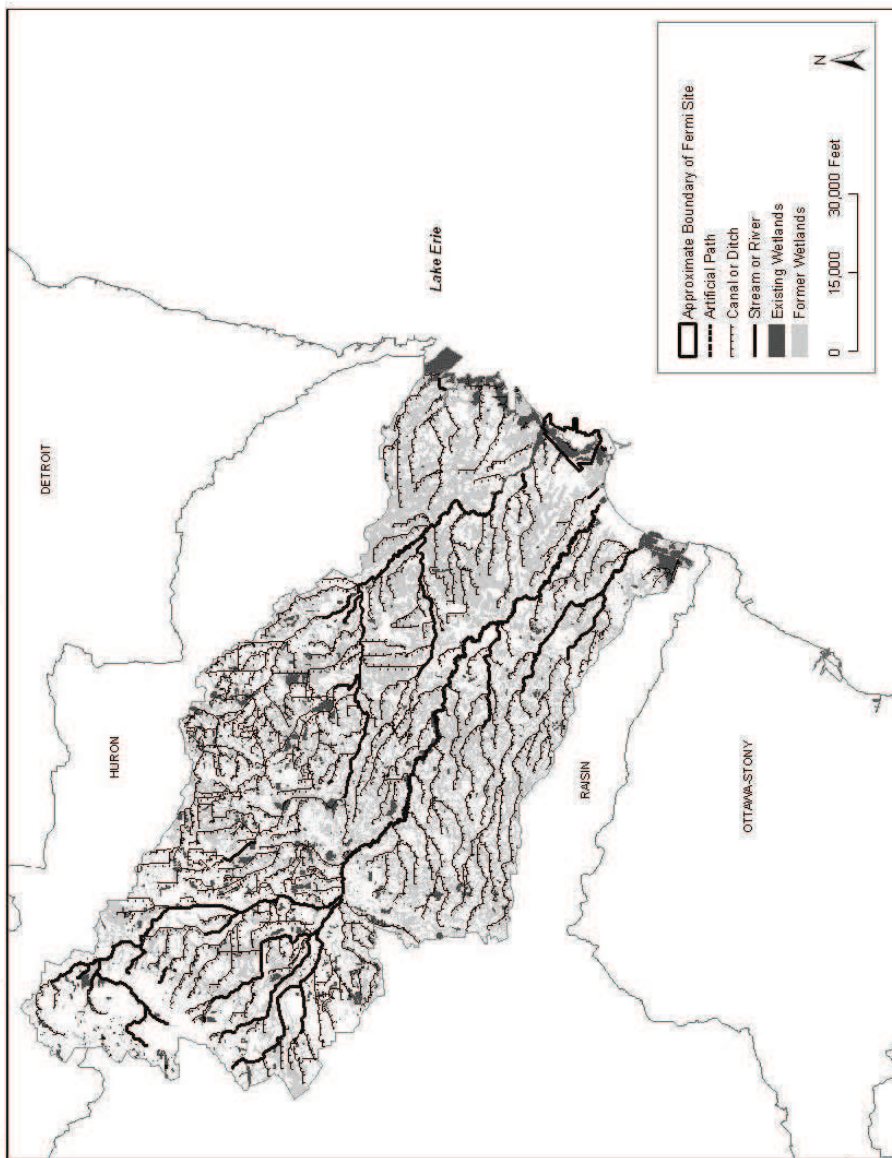 DETROIT
HURON
Lake Erie
RAISIN
OTTAWA-STONY
Approximate Boundary of Fermi Site
Artificial Path
Canal or Ditch
Stream or River
Existing Wetlands
Former Wetlands
N
0 15,000 30,000 Feet